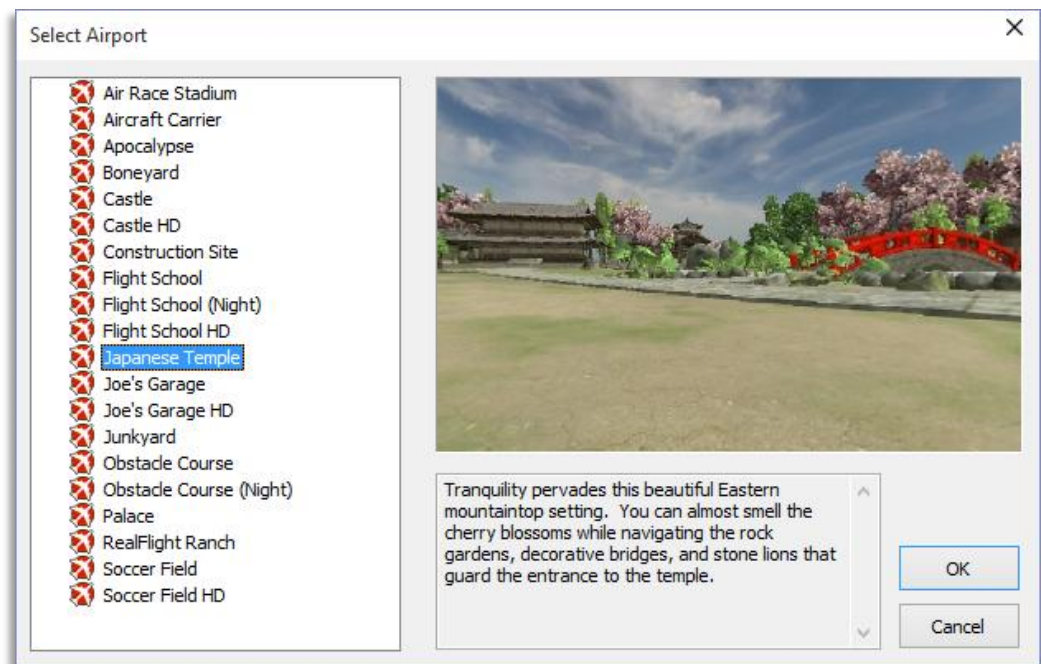 Select Airport
Air Race Stadium
Aircraft Carrier
Apocalypse
Boneyard
Castle
Castle HD
Construction Site
Flight School
Flight School (Night)
Flight School HD
Japanese Temple
Joe's Garage
Joe's Garage HD
Junkyard
Obstacle Course
Obstacle Course (Night)
Palace
RealFlight Ranch
Soccer Field
Soccer Field HD
Tranquility pervades this beautiful Eastern
mountaintop setting.  You can almost smell the
cherry blossoms while navigating the rock
gardens, decorative bridges, and stone lions that
guard the entrance to the temple.
OK
Cancel